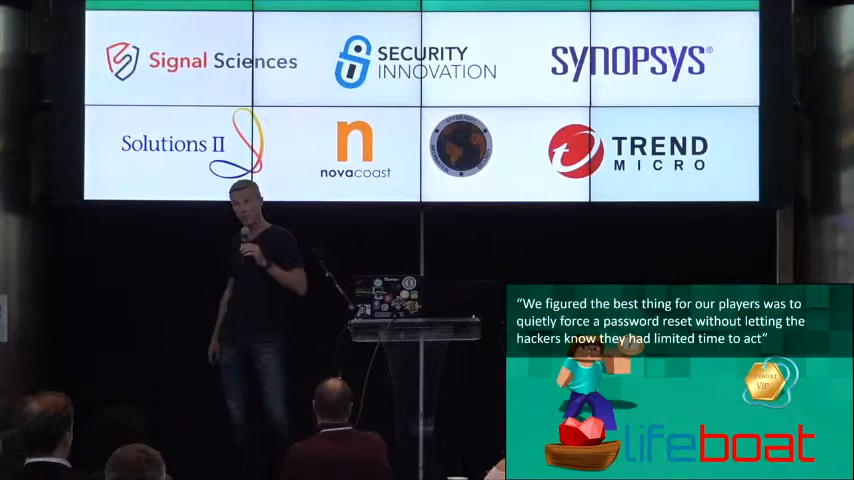 Signal Sciences
SECURITY
INNOVATION
SYNOPSYS®
Solutions II
n
novacoast
TREND
MICRO
"We figured the best thing for our players was to
quietly force a password reset without letting the
hackers know they had limited time to act"
VIP
lifeboat